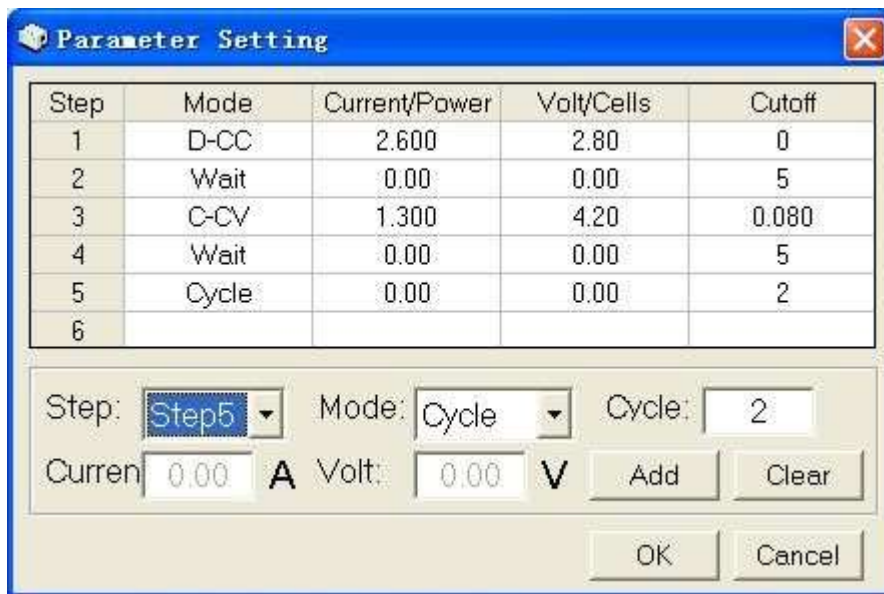 Parameter Setting
Step Mode Current/Power Volt/Cells Cutoff
1 D-CC 2.600 2.80 0
2 Wait 0.00 0.00 5
3 C-CV 1.300 4.20 0.080
4 Wait 0.00 0.00 5
5 Cycle 0.00 0.00 2
6
Step: Step5 Mode: Cycle Cycle: 2
Curren 0.00 A Volt: 0.00 V Add Clear
OK Cancel